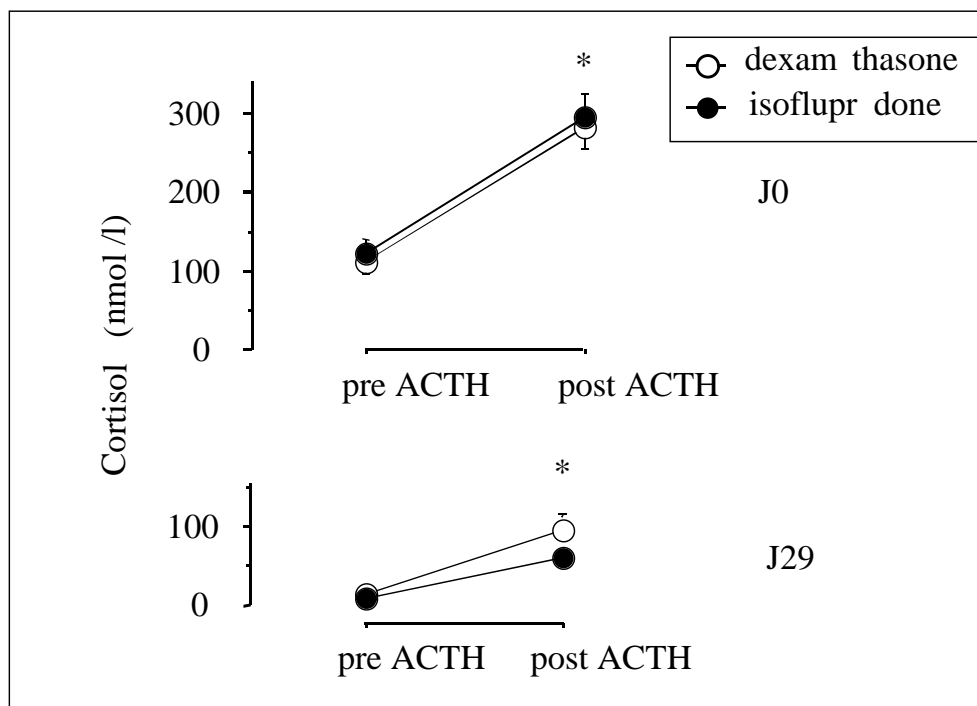 *
dexam thasone
isoflupr done
300
200
100
0
J0
pre ACTH
post ACTH
Cortisol (nmol /l)
*
100
0
J29
pre ACTH
post ACTH